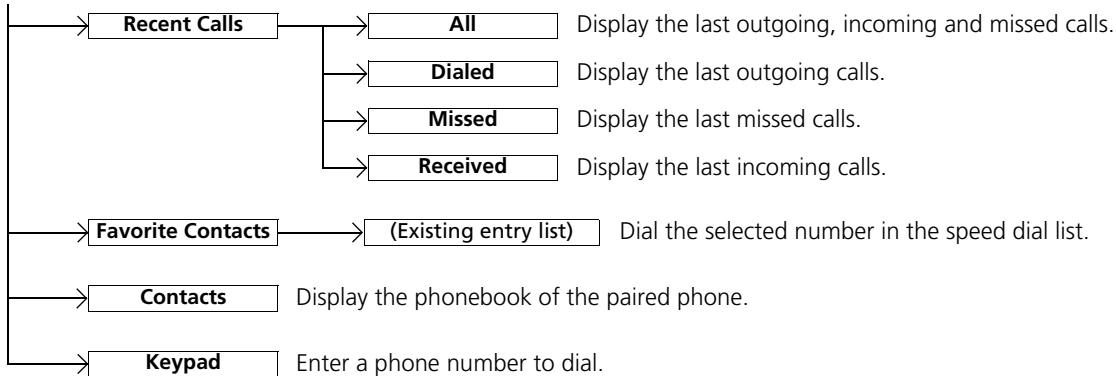 Recent Calls All Display the last outgoing, incoming and missed calls.
Dialed Display the last outgoing calls.
Missed Display the last missed calls.
Received Display the last incoming calls.
Favorite Contacts (Existing entry list) Dial the selected number in the speed dial list.
Contacts Display the phonebook of the paired phone.
Keypad Enter a phone number to dial.